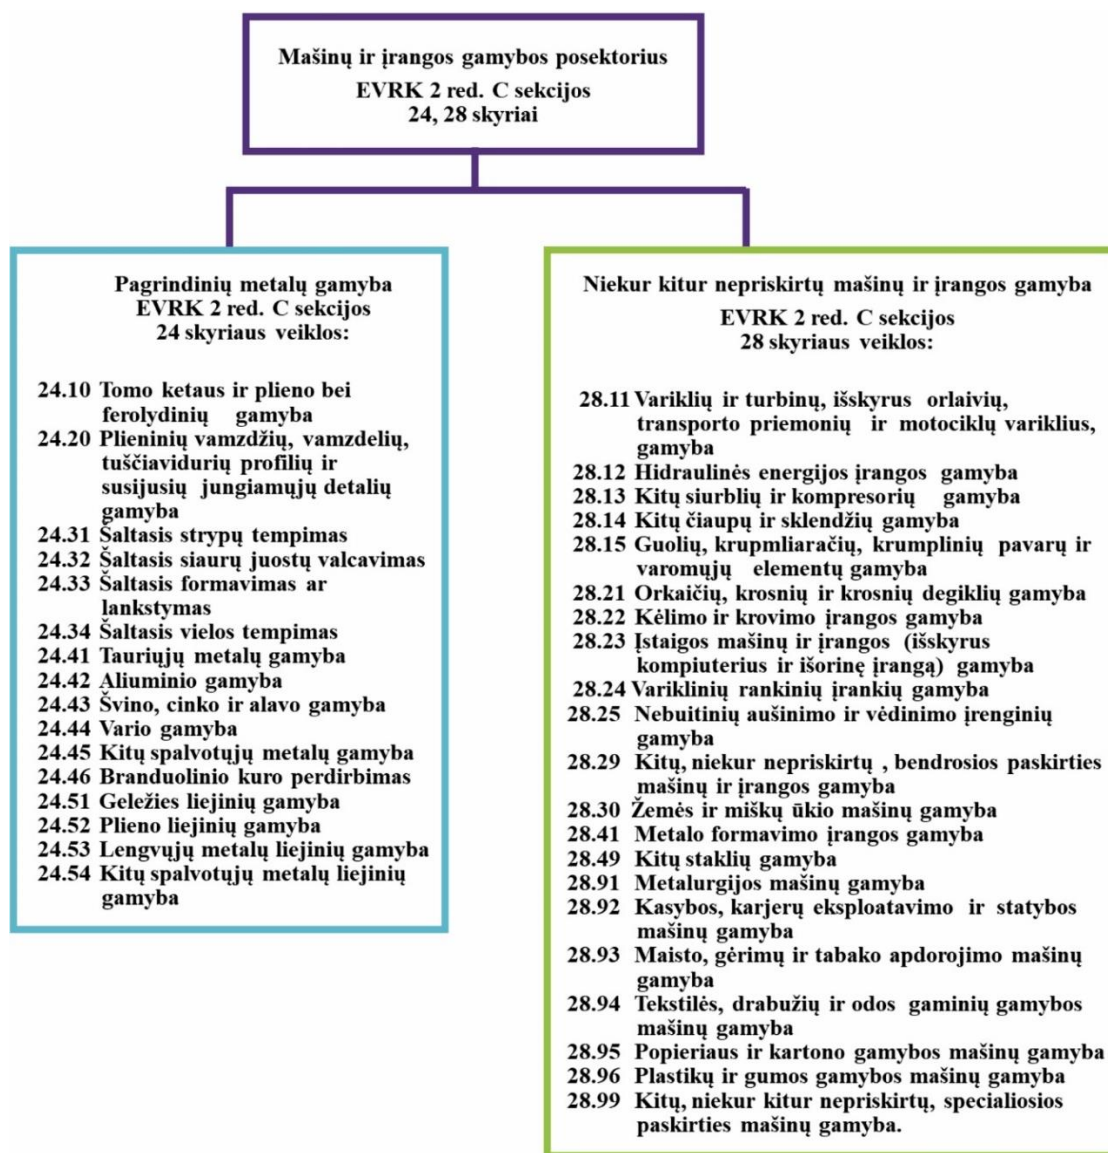 Mašinų ir įrangos gamybos posektorius
EVRK 2 red. C sekcijos
24, 28 skyriai
Pagrindinių metalų gamyba
EVRK 2 red. C sekcijos
24 skyriaus veiklos:
24.10 Tomo ketaus ir plieno bei
ferolydinių gamyba
24.20 Plieninių vamzdžių, vamzdelių,
tuščiavidurių profilių ir
susijusių jungiamųjų detalių
gamyba
24.31 Šaltasis strypų tempimas
24.32 Šaltasis siaurų juostų valcavimas
24.33 Šaltasis formavimas ar
lankstymas
24.34 Šaltasis vielos tempimas
24.41 Tauriųjų metalų gamyba
24.42 Aliuminio gamyba
24.43 Švino, cinko ir alavo gamyba
24.44 Vario gamyba
24.45 Kitų spalvotųjų metalų gamyba
24.46 Branduolinio kuro perdirbimas
24.51 Geležies liejinių gamyba
24.52 Plieno liejinių gamyba
24.53 Lengvųjų metalų liejinių gamyba
24.54 Kitų spalvotųjų metalų liejinių
gamyba
Niekur kitur nepriskirtų mašinų ir įrangos gamyba
EVRK 2 red. C sekcijos
28 skyriaus veiklos:
28.11 Variklių ir turbinų, išskyrus orlaivių,
transporto priemonių ir motociklų variklius,
gamyba
28.12 Hidraulinės energijos įrangos gamyba
28.13 Kitų siurblių ir kompresorių gamyba
28.14 Kitų čiaupų ir sklendžių gamyba
28.15 Guolių, krupmliaračių, krumplinių pavarų ir
varomųjų elementų gamyba
28.21 Orkaičių, krosnių ir krosnių degiklių gamyba
28.22 Kėlimo ir krovimo įrangos gamyba
28.23 Įstaigos mašinų ir įrangos (išskyrus
kompiuterius ir išorinę įrangą) gamyba
28.24 Variklinių rankinių įrankių gamyba
28.25 Nebuitinių aušinimo ir vėdinimo įrenginių
gamyba
28.29 Kitų, niekur nepriskirtų , bendrosios paskirties
mašinų ir įrangos gamyba
28.30 Žemės ir miškų ūkio mašinų gamyba
28.41 Metalo formavimo įrangos gamyba
28.49 Kitų staklių gamyba
28.91 Metalurgijos mašinų gamyba
28.92 Kasybos, karjerų eksploatavimo ir statybos
mašinų gamyba
28.93 Maisto, gėrimų ir tabako apdorojimo mašinų
gamyba
28.94 Tekstilės, drabužių ir odos gaminių gamybos
mašinų gamyba
28.95 Popieriaus ir kartono gamybos mašinų gamyba
28.96 Plastikų ir gumos gamybos mašinų gamyba
28.99 Kitų, niekur kitur nepriskirtų, specialiosios
paskirties mašinų gamyba.